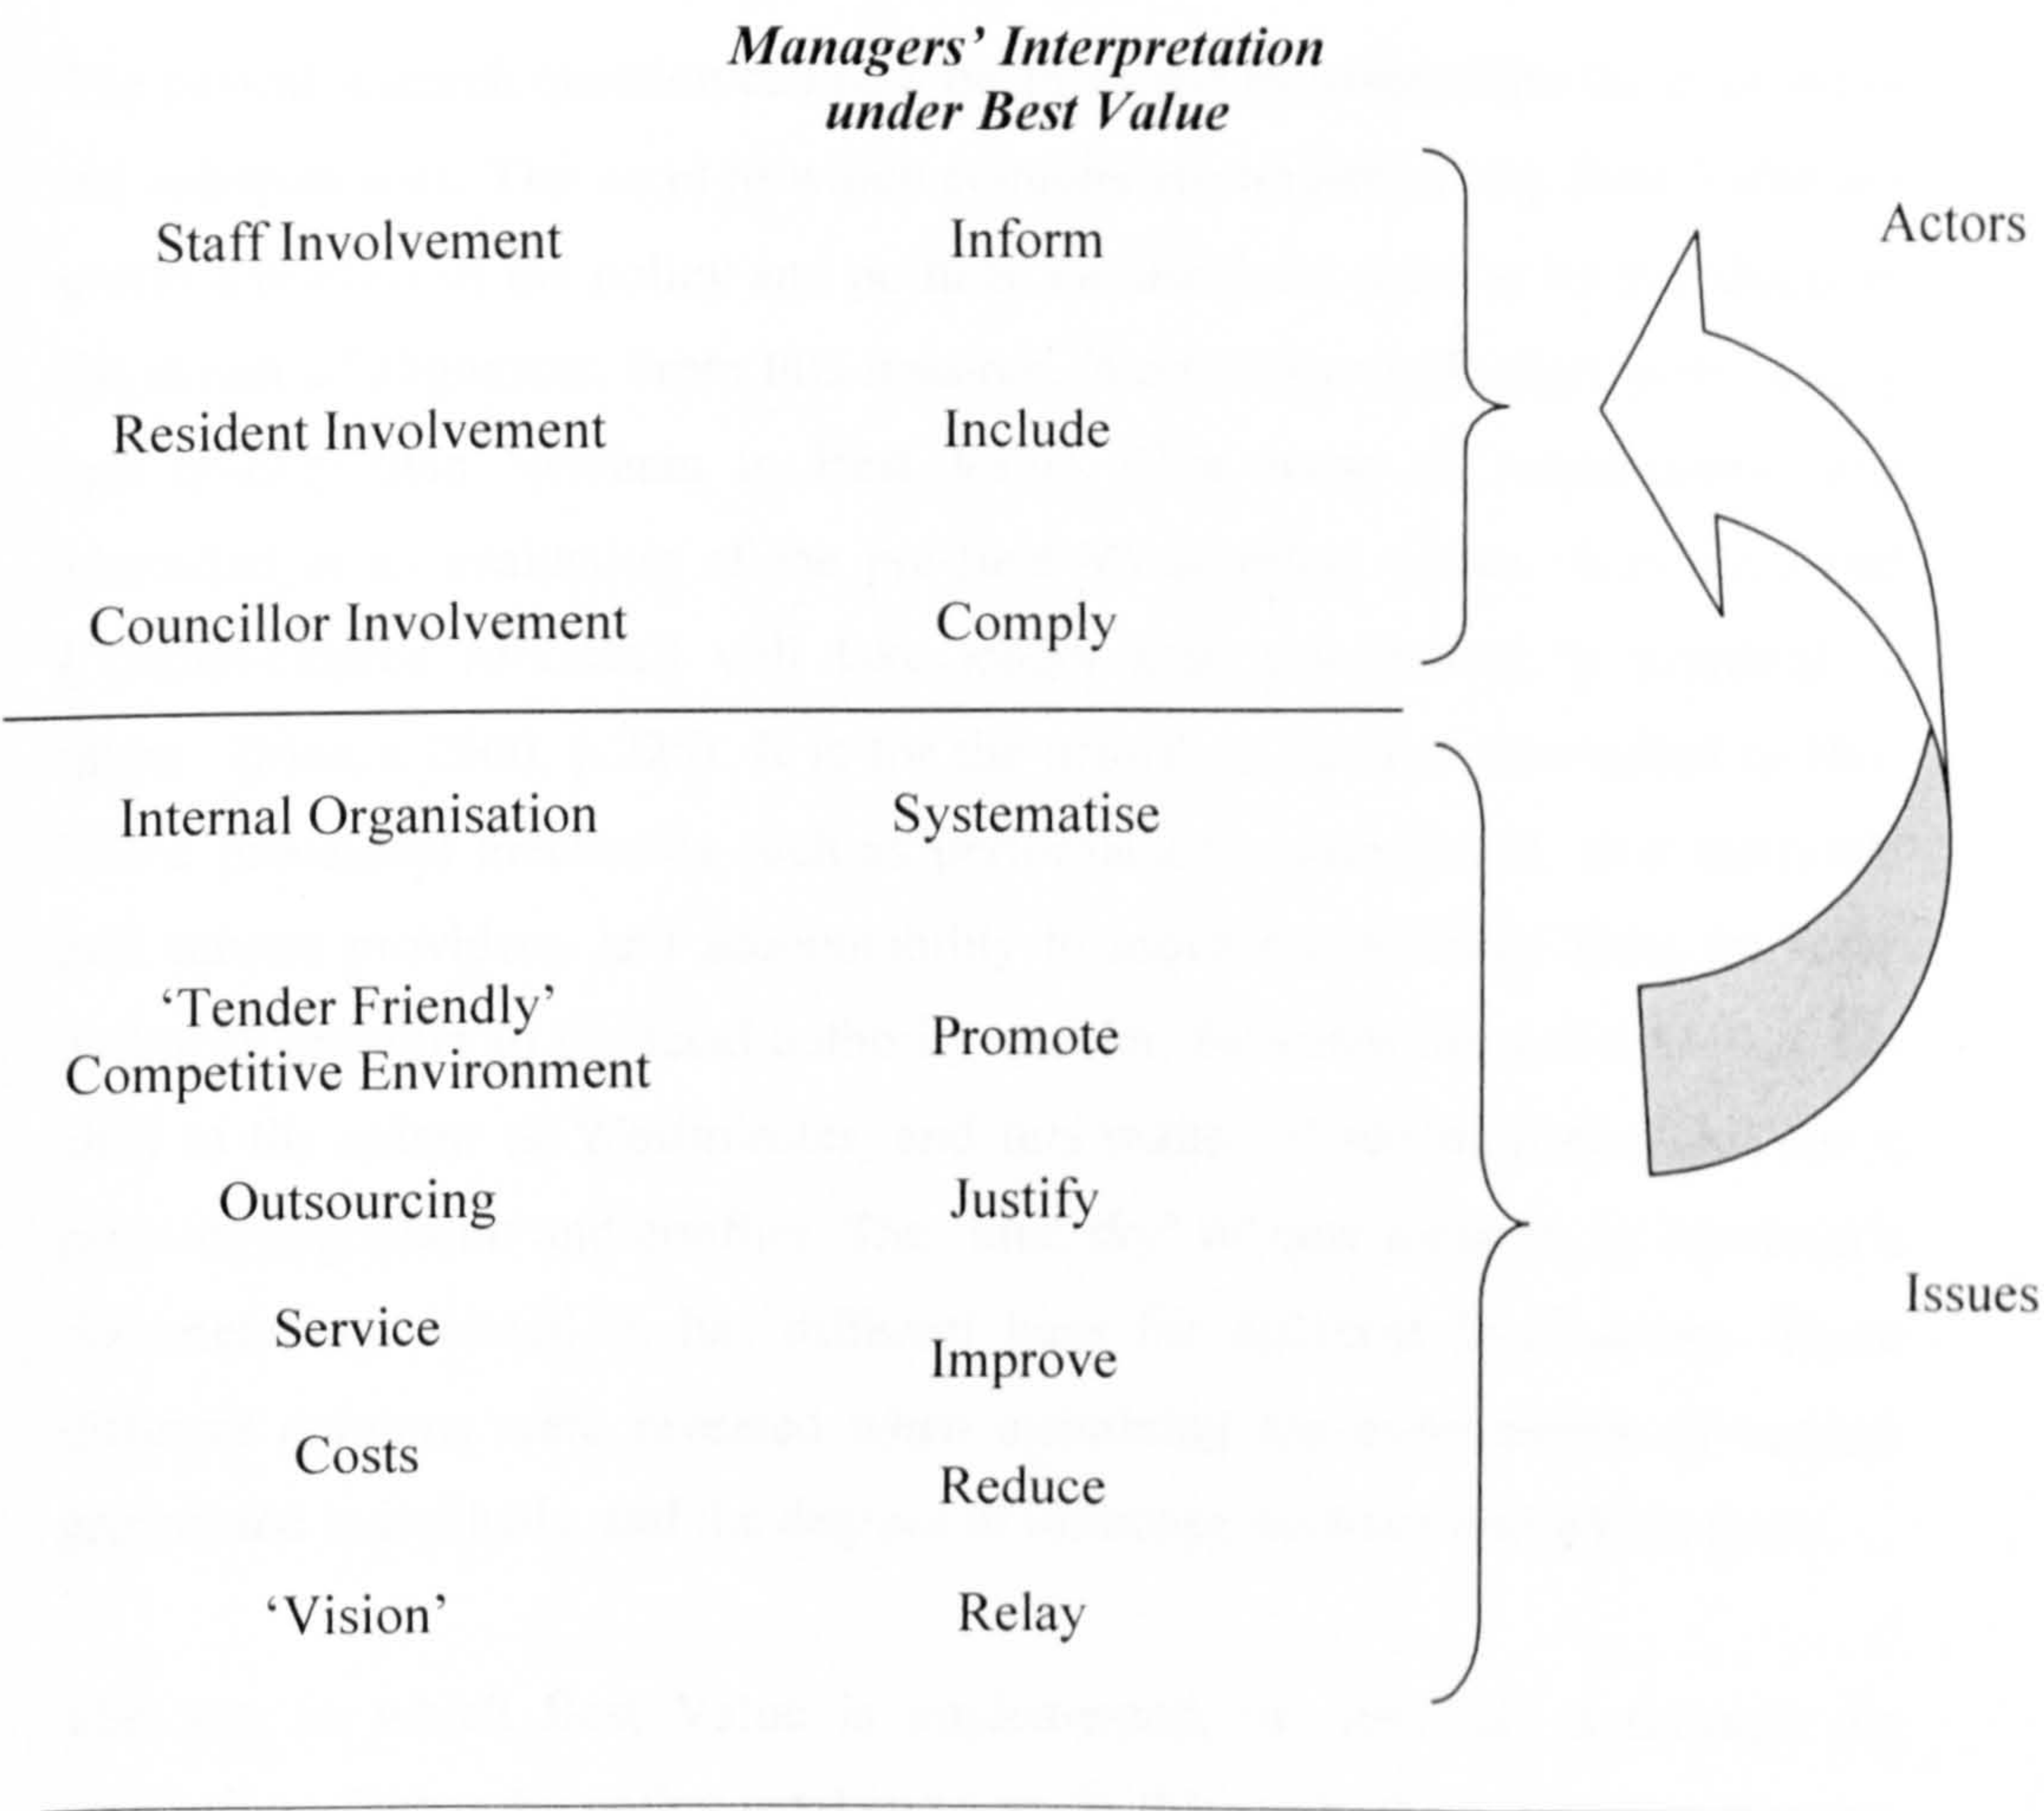 Managers' Interpretation
under Best Value
Actors
Staff Involvement Inform
Resident Involvement Include
Councillor Involvement Comply
Internal Organisation Systematise
‘Tender Friendly’
Competitive Environment Promote
Outsourcing Justify
Service Improve
Costs Reduce
‘Vision’ Relay
Issues